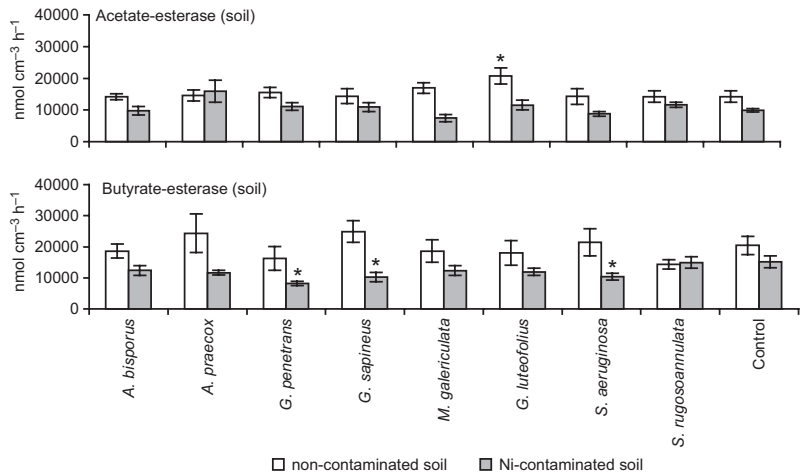 Acetate-esterase (soil)
nmol cm⁻³ h⁻¹
40000
30000
20000
10000
0
*
Butyrate-esterase (soil)
nmol cm⁻³ h⁻¹
40000
30000
20000
10000
0
*
*
*
A. bisporus
A. praecox
G. penetrans
G. sapineus
M. galericulata
G. luteofolius
S. aeruginosa
S. rugosoannulata
Control
non-contaminated soil
Ni-contaminated soil